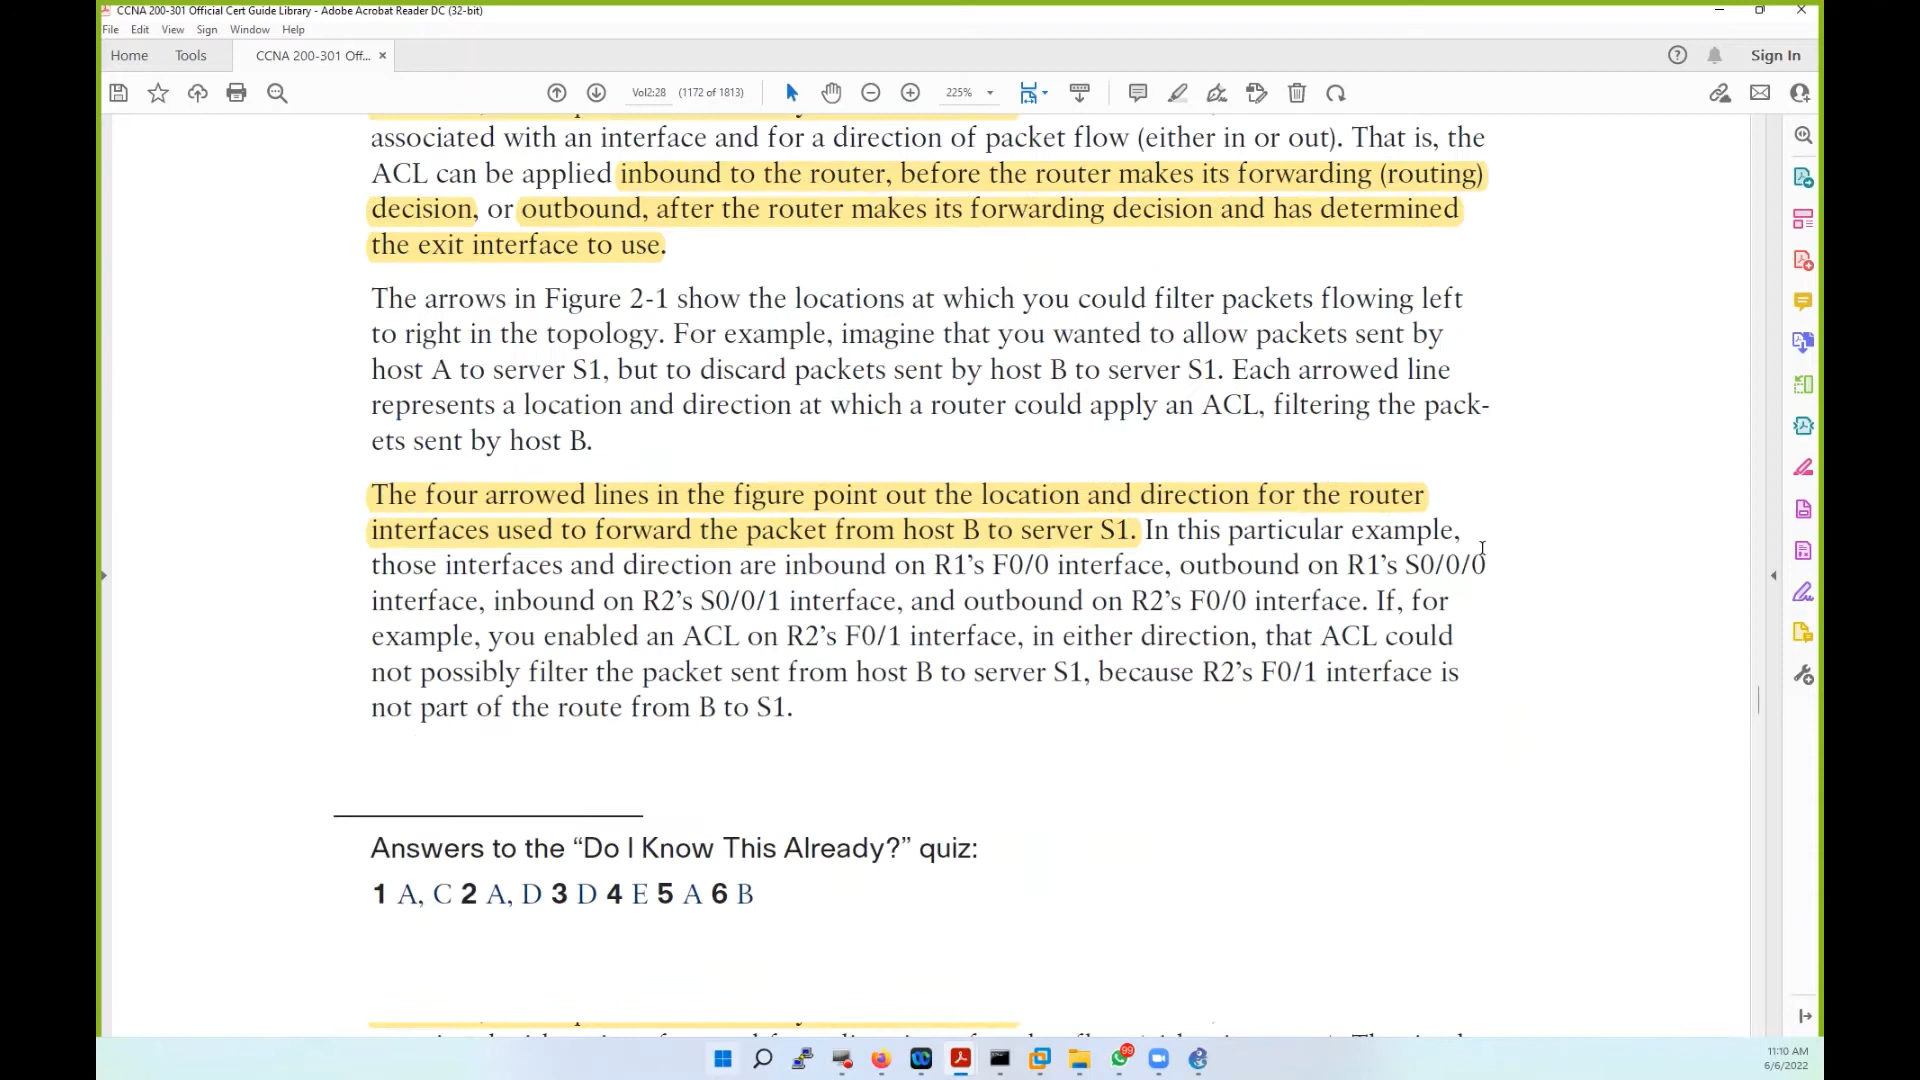 CCNA 200-301 Official Cert Guide Library - Adobe Acrobat Reader DC (32-bit)
File Edit View Sign Window Help
Home Tools CCNA 200-301 Off... × Sign In
Vol2:28 (1172 of 1813) 225%
associated with an interface and for a direction of packet flow (either in or out). That is, the
ACL can be applied inbound to the router, before the router makes its forwarding (routing)
decision, or outbound, after the router makes its forwarding decision and has determined
the exit interface to use.
The arrows in Figure 2-1 show the locations at which you could filter packets flowing left
to right in the topology. For example, imagine that you wanted to allow packets sent by
host A to server S1, but to discard packets sent by host B to server S1. Each arrowed line
represents a location and direction at which a router could apply an ACL, filtering the pack-
ets sent by host B.
The four arrowed lines in the figure point out the location and direction for the router
interfaces used to forward the packet from host B to server S1. In this particular example,
those interfaces and direction are inbound on R1’s F0/0 interface, outbound on R1’s S0/0/0
interface, inbound on R2’s S0/0/1 interface, and outbound on R2’s F0/0 interface. If, for
example, you enabled an ACL on R2’s F0/1 interface, in either direction, that ACL could
not possibly filter the packet sent from host B to server S1, because R2’s F0/1 interface is
not part of the route from B to S1.
Answers to the “Do I Know This Already?” quiz:
1 A, C 2 A, D 3 D 4 E 5 A 6 B
99
11:10 AM
6/6/2022